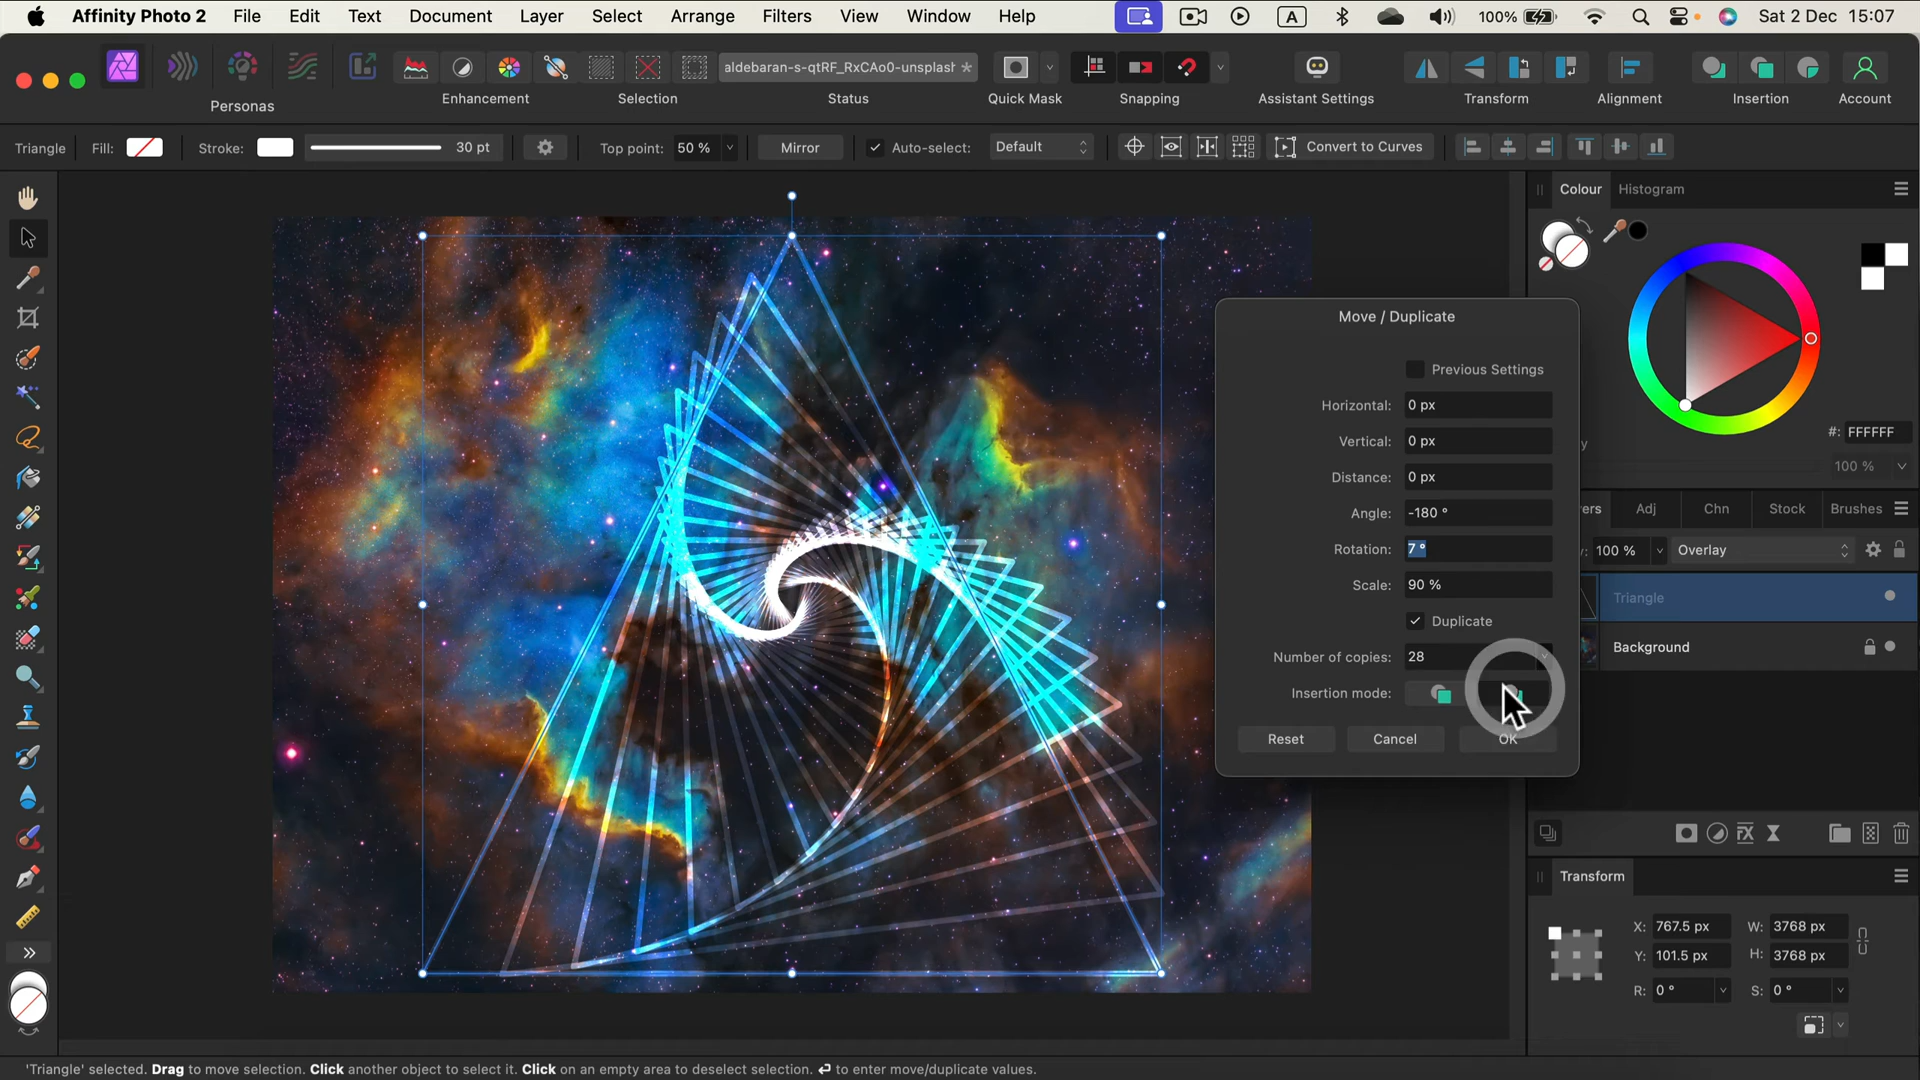 Affinity Photo 2 File Edit Text Document Layer Select Arrange Filters View Window Help A 100% Sat 2 Dec 15:07
aldebaran-s-qtRF_RxCAo0-unsplash *
Personas Enhancement Selection Status Quick Mask Snapping Assistant Settings Transform Alignment Insertion Account
Triangle Fill: Stroke: 30 pt Top point: 50 % Mirror Auto-select: Default Convert to Curves
Colour Histogram
#: FFFFFF
100 %
Move / Duplicate
Previous Settings
Horizontal: 0 px
Vertical: 0 px
Distance: 0 px
Angle: -180 °
Rotation: 7 °
Scale: 90 %
Duplicate
Number of copies: 28
Insertion mode:
Reset Cancel OK
ers Adj Chn Stock Brushes
100 % Overlay
Triangle
Background
FX
Transform
X: 767.5 px W: 3768 px
Y: 101.5 px H: 3768 px
R: 0 ° S: 0 °
'Triangle' selected. Drag to move selection. Click another object to select it. Click on an empty area to deselect selection. ⏎ to enter move/duplicate values.